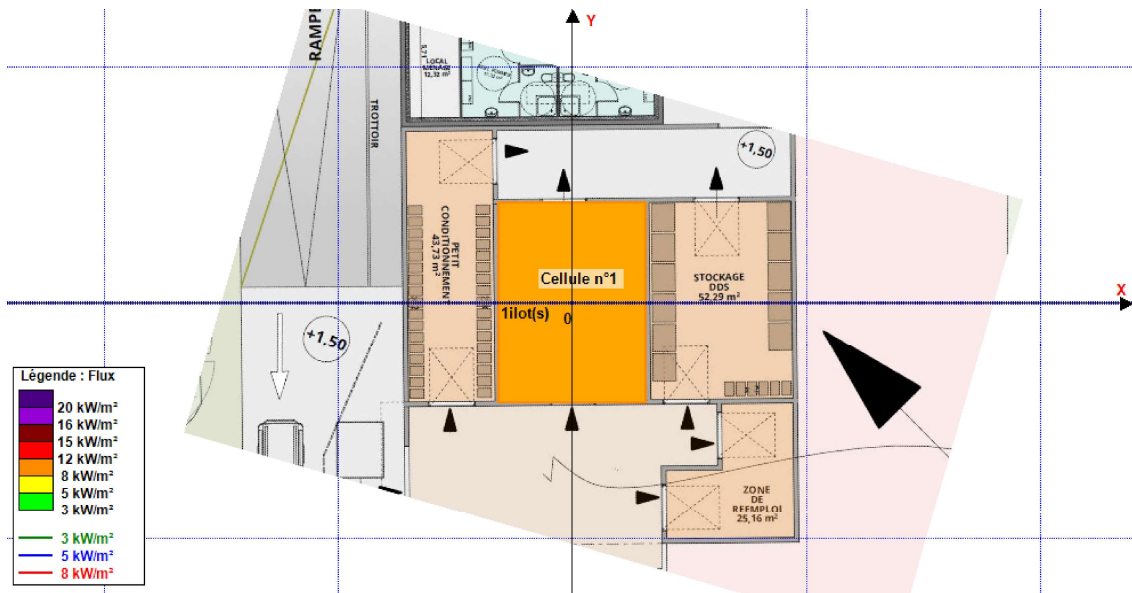 Y
RAMPE
TROTTOIR
LOCAL
MÉNAGE
12,32 m²
+1,50
PETIT
CONDITIONNEMENT
43,73 m²
Cellule n°1
STOCKAGE
DDS
52,29 m²
X
1ilot(s)
0
+1.50
Légende : Flux
20 kW/m²
16 kW/m²
15 kW/m²
12 kW/m²
8 kW/m²
5 kW/m²
3 kW/m²
3 kW/m²
5 kW/m²
8 kW/m²
ZONE
DE
REEMPLOI
25,16 m²